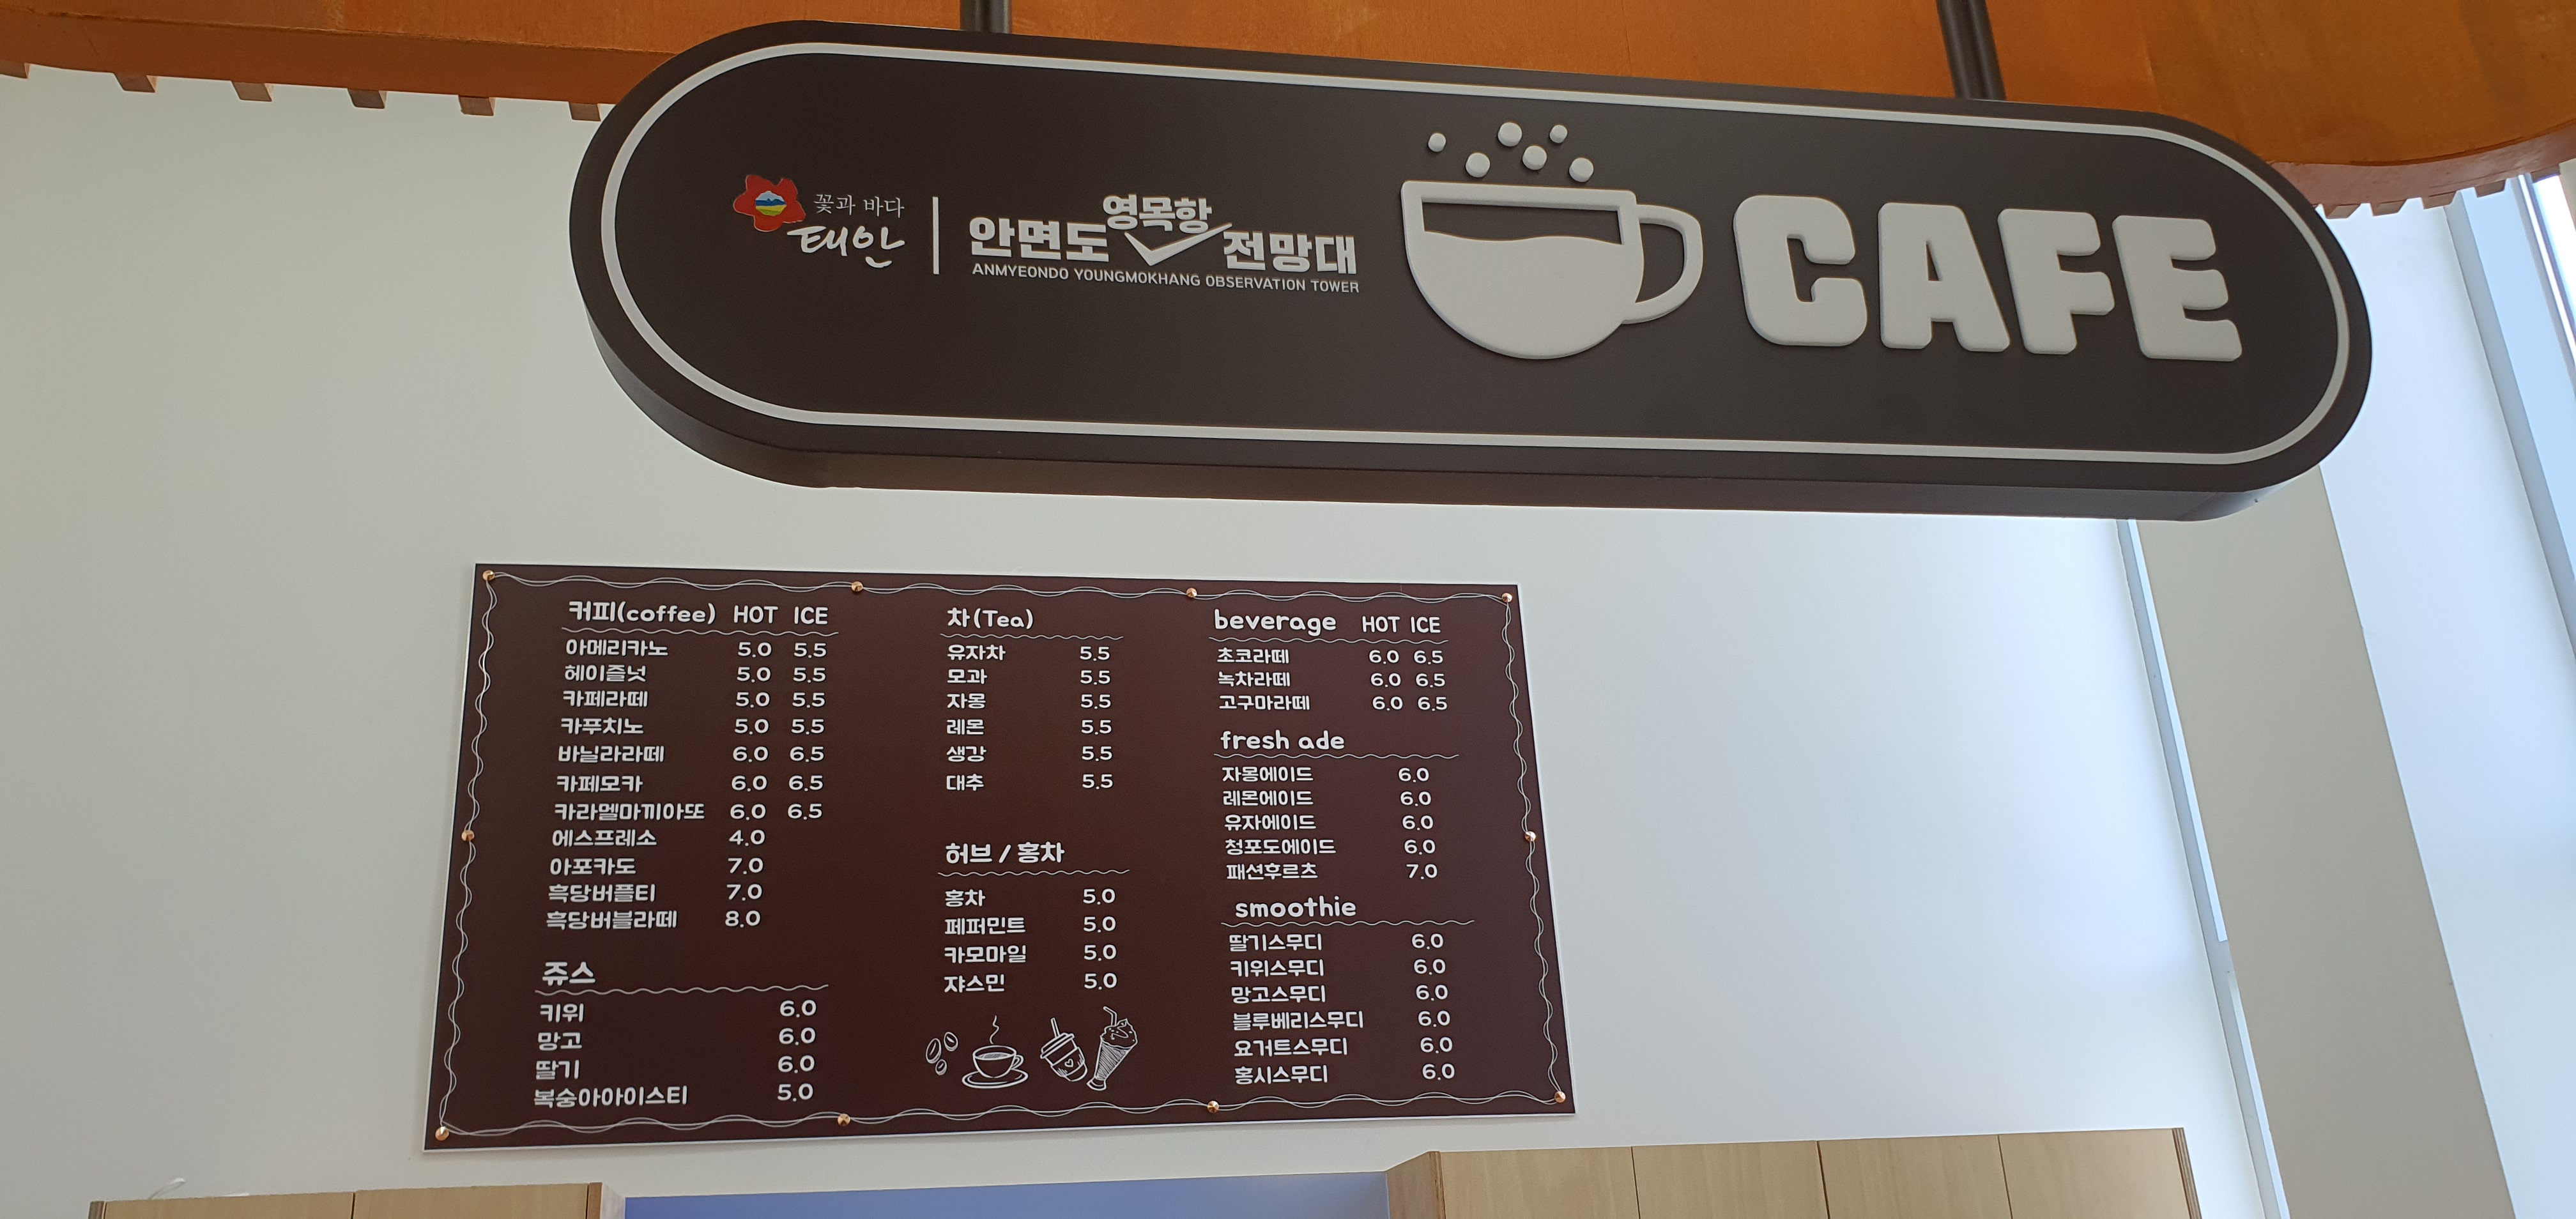 꽃과 바다
태안
영목항
안면도 전망대
ANMYEONDO YOUNGMOKHANG OBSERVATION TOWER
CAFE
커피(coffee) HOT ICE
아메리카노 5.0 5.5
헤이즐넛 5.0 5.5
카페라떼 5.0 5.5
카푸치노 5.0 5.5
바닐라라떼 6.0 6.5
카페모카 6.0 6.5
카라멜마끼아또 6.0 6.5
에스프레소 4.0
아포카도 7.0
흑당버플티 7.0
흑당버블라떼 8.0
쥬스
키위 6.0
망고 6.0
딸기 6.0
복숭아아이스티 5.0
차(Tea)
유자차 5.5
모과 5.5
자몽 5.5
레몬 5.5
생강 5.5
대추 5.5
허브 / 홍차
홍차 5.0
페퍼민트 5.0
카모마일 5.0
쟈스민 5.0
beverage HOT ICE
초코라떼 6.0 6.5
녹차라떼 6.0 6.5
고구마라떼 6.0 6.5
fresh ade
자몽에이드 6.0
레몬에이드 6.0
유자에이드 6.0
청포도에이드 6.0
패션후르츠 7.0
smoothie
딸기스무디 6.0
키위스무디 6.0
망고스무디 6.0
블루베리스무디 6.0
요거트스무디 6.0
홍시스무디 6.0